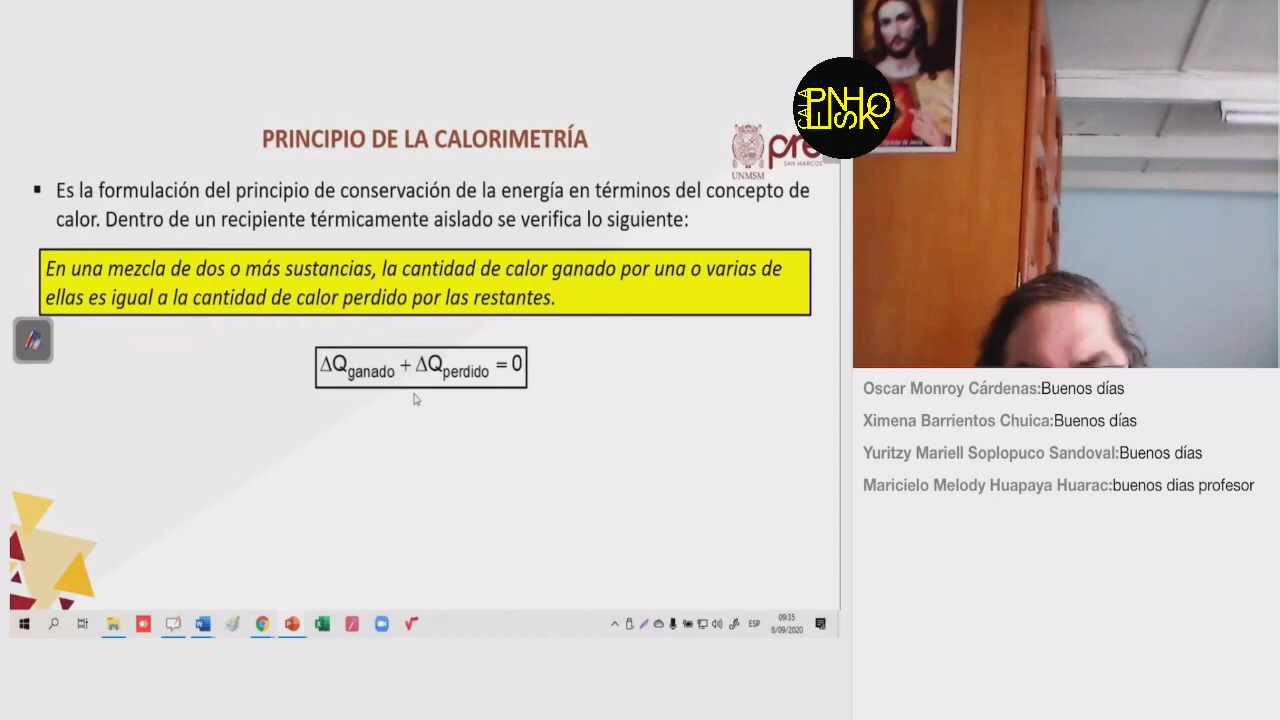 PRINCIPIO DE LA CALORIMETRÍA
UNMSM
pre
SAN MARCOS
CALA
PNHO
ESK
▪ Es la formulación del principio de conservación de la energía en términos del concepto de
calor. Dentro de un recipiente térmicamente aislado se verifica lo siguiente:
En una mezcla de dos o más sustancias, la cantidad de calor ganado por una o varias de
ellas es igual a la cantidad de calor perdido por las restantes.
ΔQganado + ΔQperdido = 0
Oscar Monroy Cárdenas:Buenos días
Ximena Barrientos Chuica:Buenos días
Yuritzy Mariell Soplopuco Sandoval:Buenos días
Maricielo Melody Huapaya Huarac:buenos dias profesor
ESP
09:35
8/09/2020